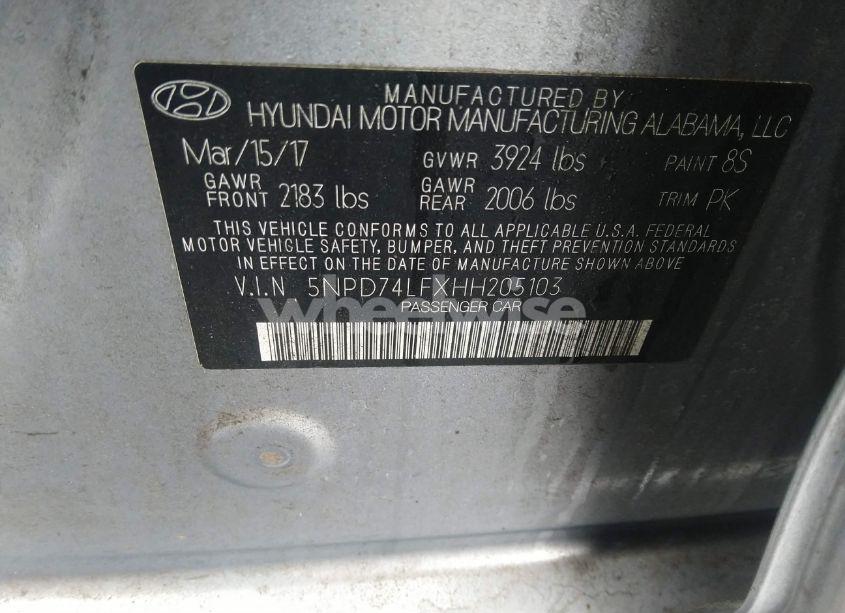 MANUFACTURED BY
HYUNDAI MOTOR MANUFACTURING ALABAMA, LLC
Mar/15/17 GVWR 3924 lbs PAINT 8S
GAWR FRONT 2183 lbs GAWR REAR 2006 lbs TRIM PK
THIS VEHICLE CONFORMS TO ALL APPLICABLE U.S.A. FEDERAL
MOTOR VEHICLE SAFETY, BUMPER, AND THEFT PREVENTION STANDARDS
IN EFFECT ON THE DATE OF MANUFACTURE SHOWN ABOVE
V.I.N 5NPD74LFXHH205103
PASSENGER CAR
wheelwise